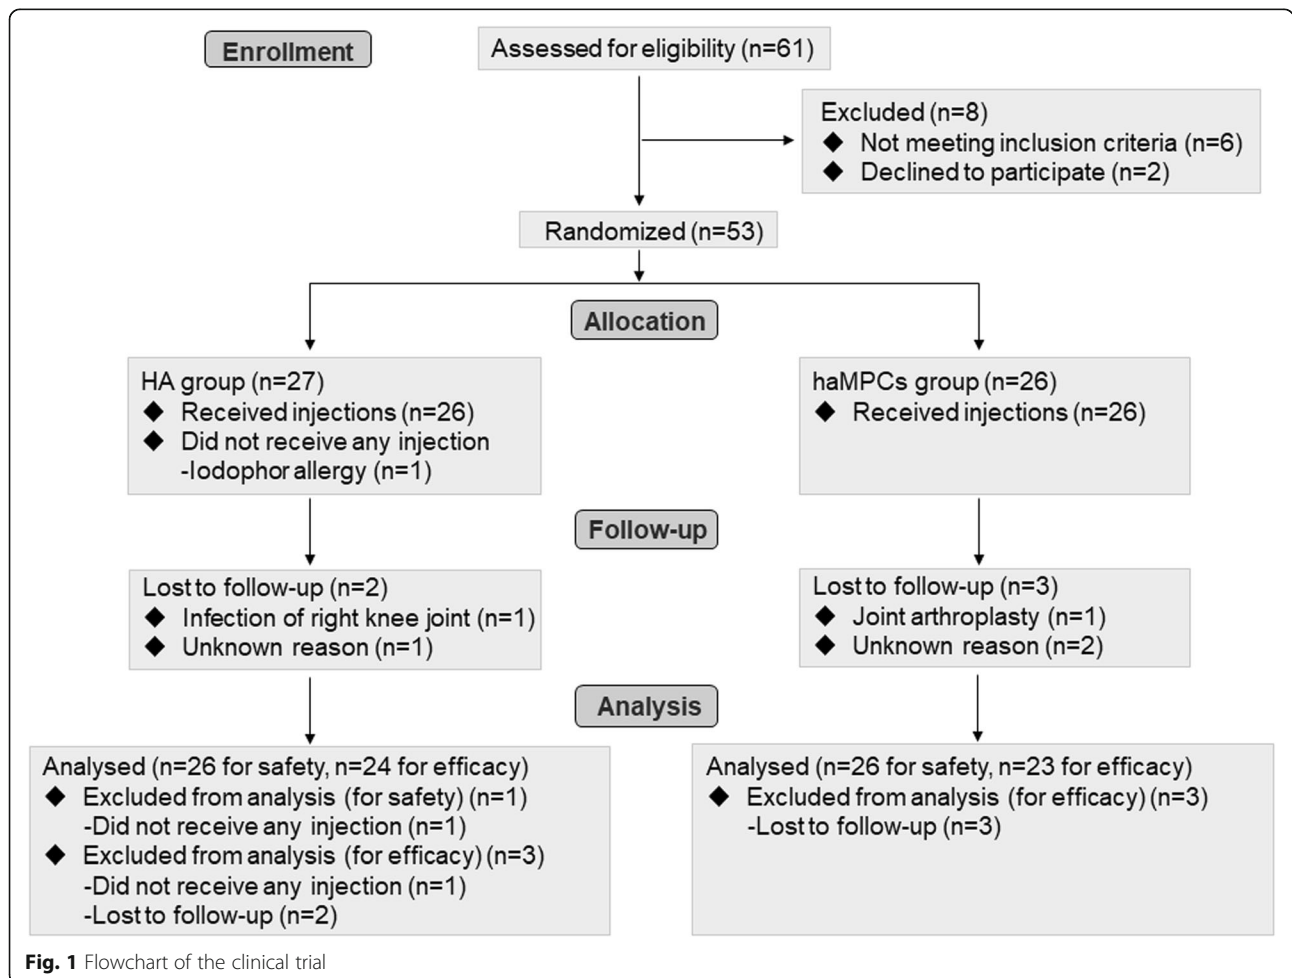 Enrollment
Assessed for eligibility (n=61)
Excluded (n=8)
◆ Not meeting inclusion criteria (n=6)
◆ Declined to participate (n=2)
Randomized (n=53)
Allocation
HA group (n=27)
◆ Received injections (n=26)
◆ Did not receive any injection
-Iodophor allergy (n=1)
haMPCs group (n=26)
◆ Received injections (n=26)
Follow-up
Lost to follow-up (n=2)
◆ Infection of right knee joint (n=1)
◆ Unknown reason (n=1)
Lost to follow-up (n=3)
◆ Joint arthroplasty (n=1)
◆ Unknown reason (n=2)
Analysis
Analysed (n=26 for safety, n=24 for efficacy)
◆ Excluded from analysis (for safety) (n=1)
-Did not receive any injection (n=1)
◆ Excluded from analysis (for efficacy) (n=3)
-Did not receive any injection (n=1)
-Lost to follow-up (n=2)
Analysed (n=26 for safety, n=23 for efficacy)
◆ Excluded from analysis (for efficacy) (n=3)
-Lost to follow-up (n=3)
Fig. 1 Flowchart of the clinical trial